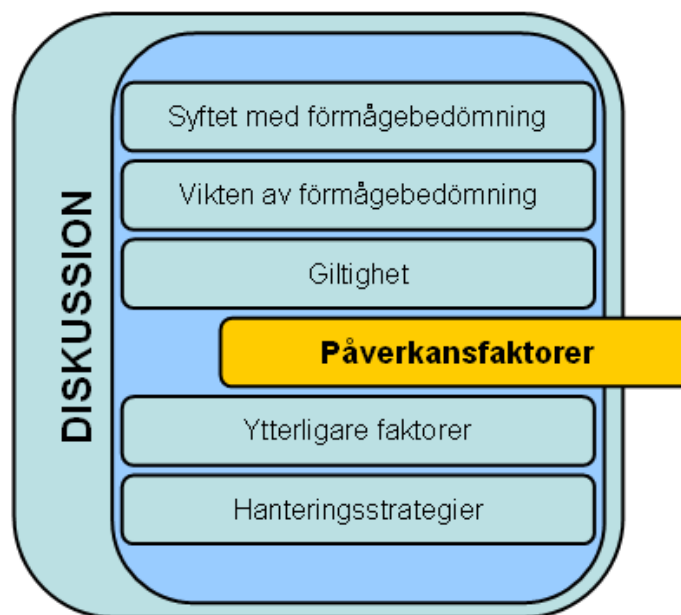 DISKUSSION
Syftet med förmågebedömning
Vikten av förmågebedömning
Giltighet
Påverkansfaktorer
Ytterligare faktorer
Hanteringsstrategier